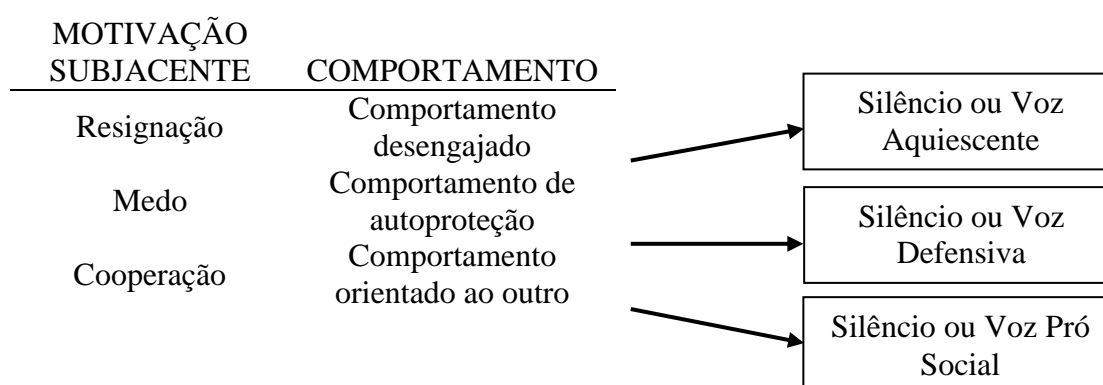 MOTIVAÇÃO
SUBJACENTE
COMPORTAMENTO
Resignação
Comportamento
desengajado
Medo
Comportamento de
autoproteção
Cooperação
Comportamento
orientado ao outro
Silêncio ou Voz
Aquiescente
Silêncio ou Voz
Defensiva
Silêncio ou Voz Pró
Social